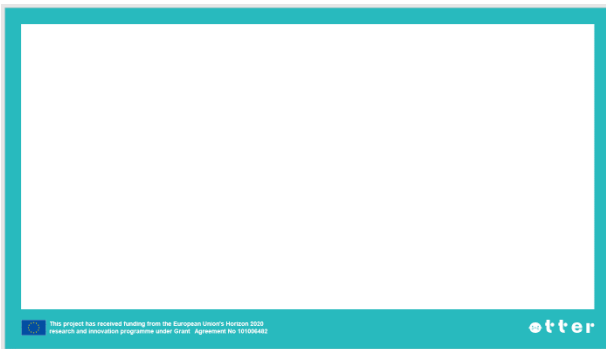 This project has received funding from the European Union's Horizon 2020
research and innovation programme under Grant Agreement No 101006482
otter